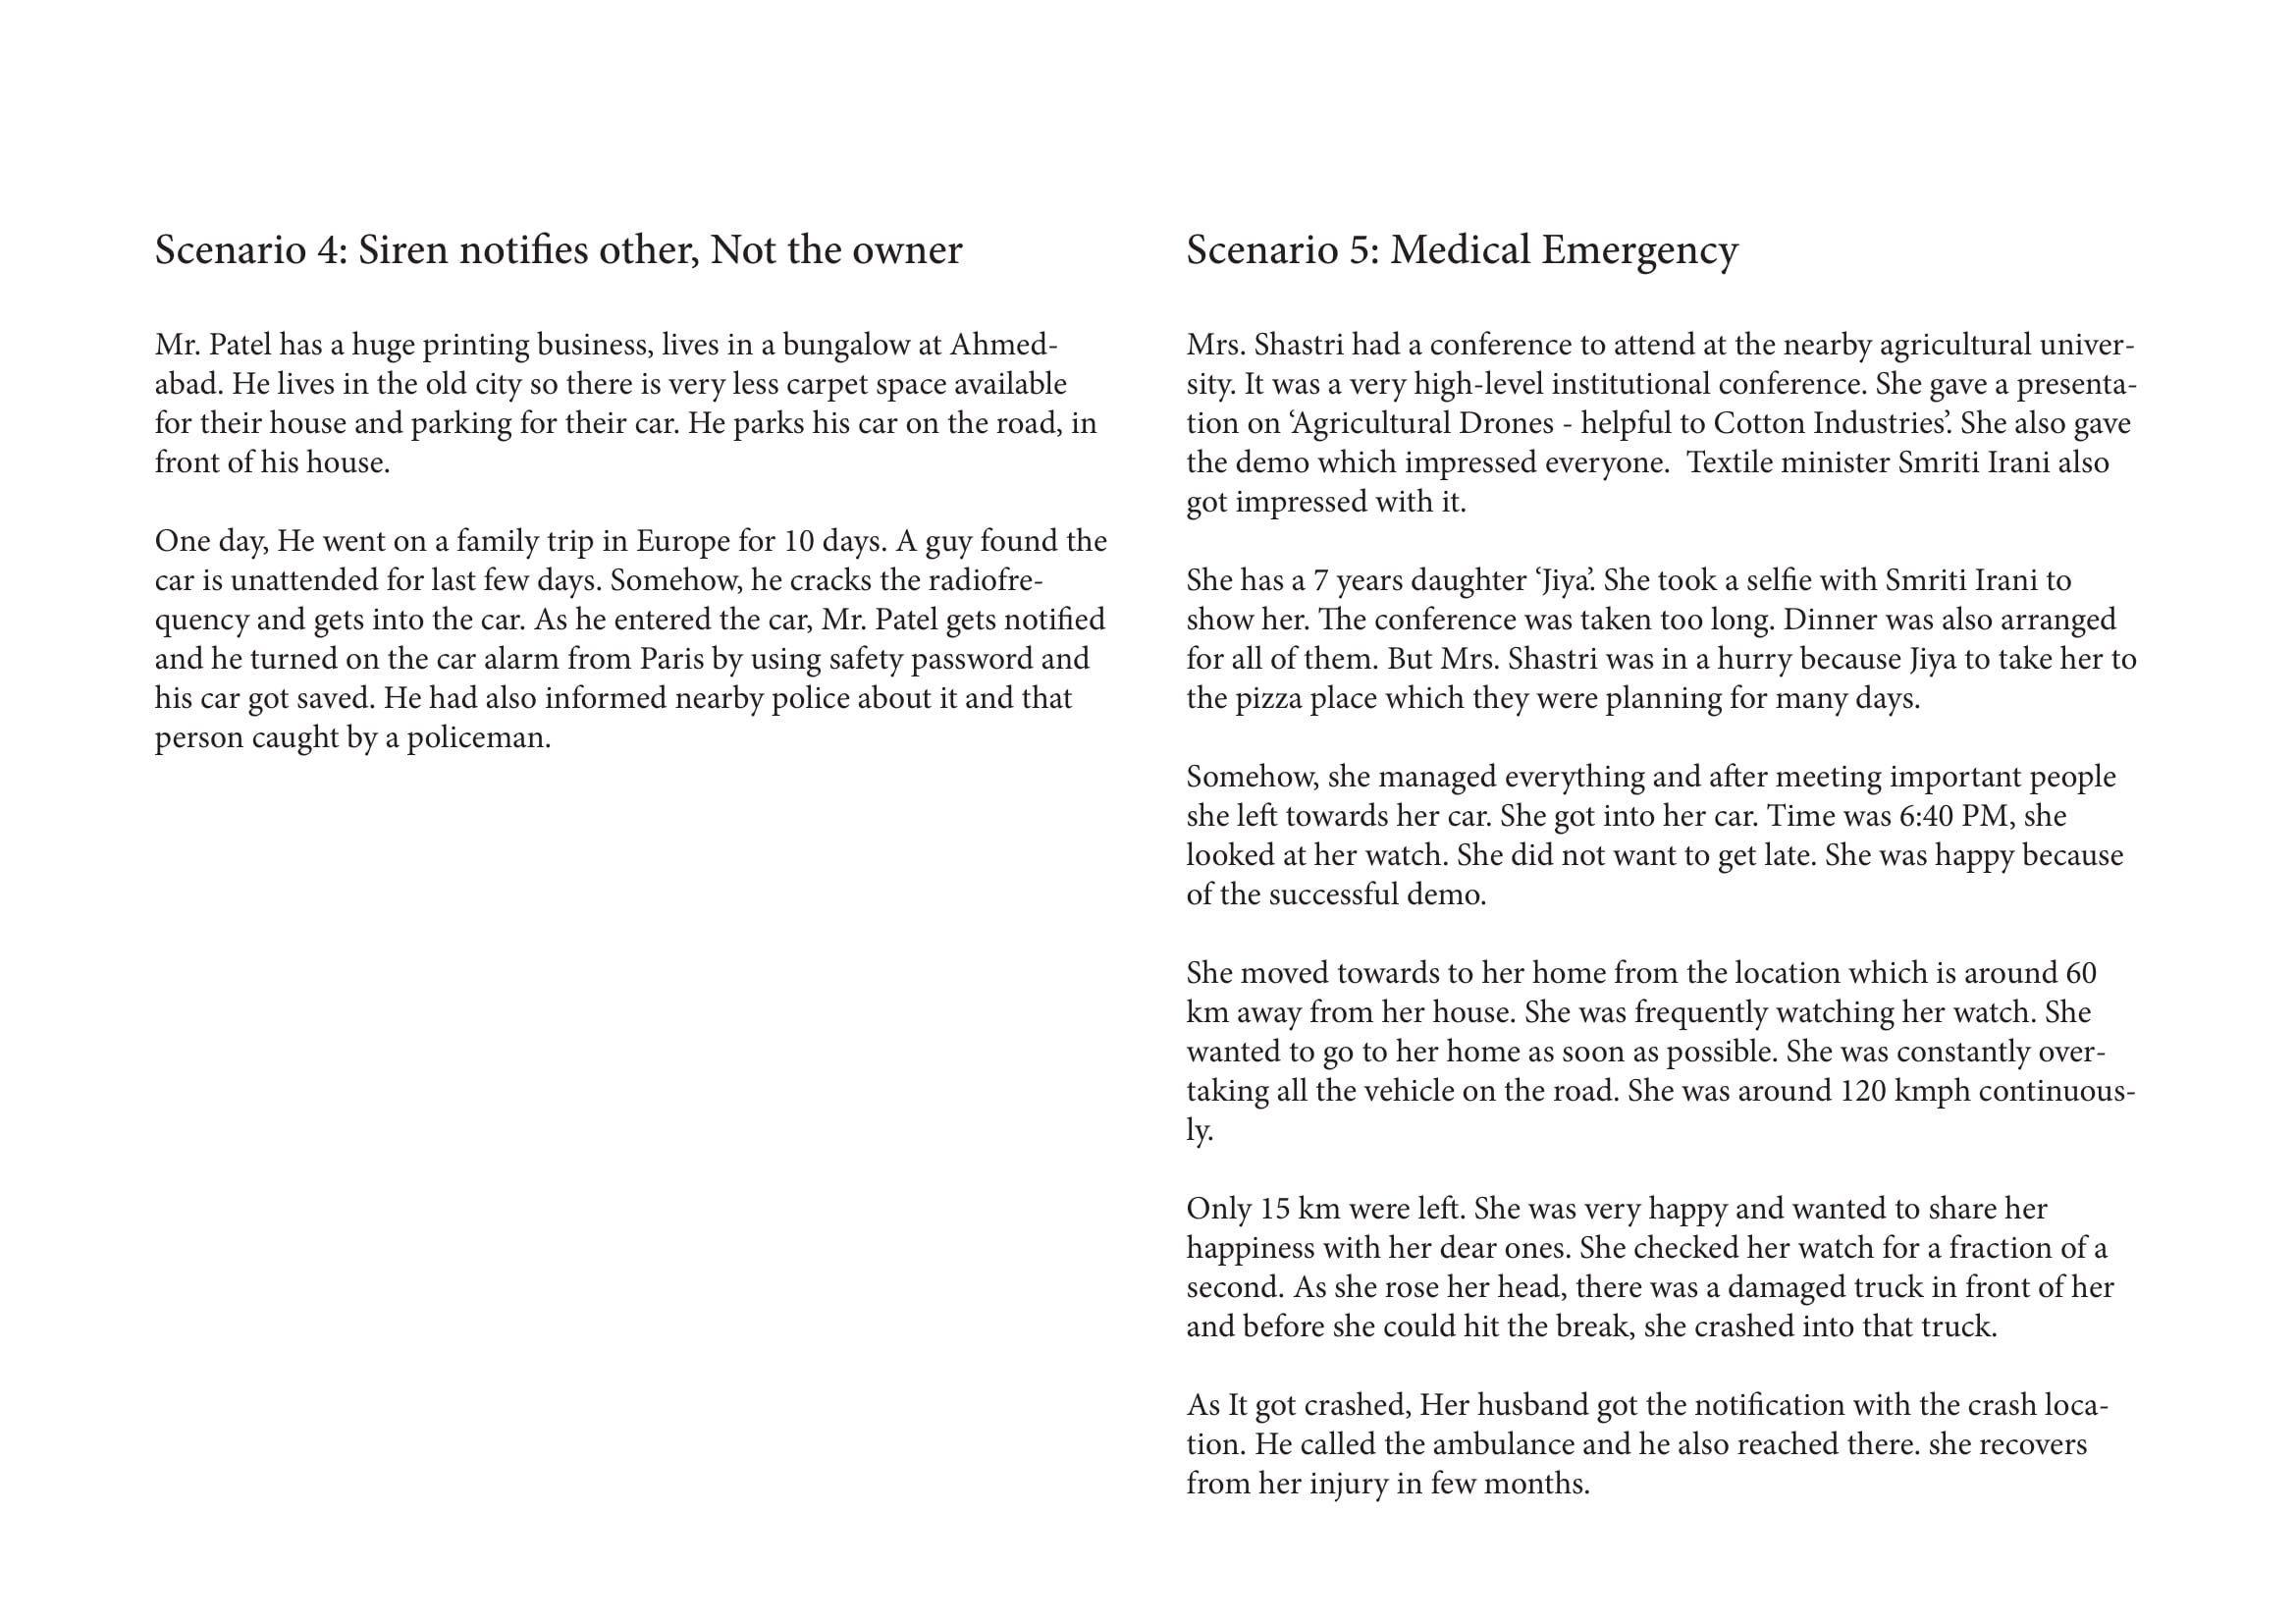 Scenario 4: Siren notifies other, Not the owner
Mr. Patel has a huge printing business, lives in a bungalow at Ahmed-
abad. He lives in the old city so there is very less carpet space available
for their house and parking for their car. He parks his car on the road, in
front of his house.
One day, He went on a family trip in Europe for 10 days. A guy found the
car is unattended for last few days. Somehow, he cracks the radiofre-
quency and gets into the car. As he entered the car, Mr. Patel gets notified
and he turned on the car alarm from Paris by using safety password and
his car got saved. He had also informed nearby police about it and that
person caught by a policeman.
Scenario 5: Medical Emergency
Mrs. Shastri had a conference to attend at the nearby agricultural univer-
sity. It was a very high-level institutional conference. She gave a presenta-
tion on ‘Agricultural Drones - helpful to Cotton Industries’. She also gave
the demo which impressed everyone.  Textile minister Smriti Irani also
got impressed with it.
She has a 7 years daughter ‘Jiya’. She took a selfie with Smriti Irani to
show her. The conference was taken too long. Dinner was also arranged
for all of them. But Mrs. Shastri was in a hurry because Jiya to take her to
the pizza place which they were planning for many days.
Somehow, she managed everything and after meeting important people
she left towards her car. She got into her car. Time was 6:40 PM, she
looked at her watch. She did not want to get late. She was happy because
of the successful demo.
She moved towards to her home from the location which is around 60
km away from her house. She was frequently watching her watch. She
wanted to go to her home as soon as possible. She was constantly over-
taking all the vehicle on the road. She was around 120 kmph continuous-
ly.
Only 15 km were left. She was very happy and wanted to share her
happiness with her dear ones. She checked her watch for a fraction of a
second. As she rose her head, there was a damaged truck in front of her
and before she could hit the break, she crashed into that truck.
As It got crashed, Her husband got the notification with the crash loca-
tion. He called the ambulance and he also reached there. she recovers
from her injury in few months.